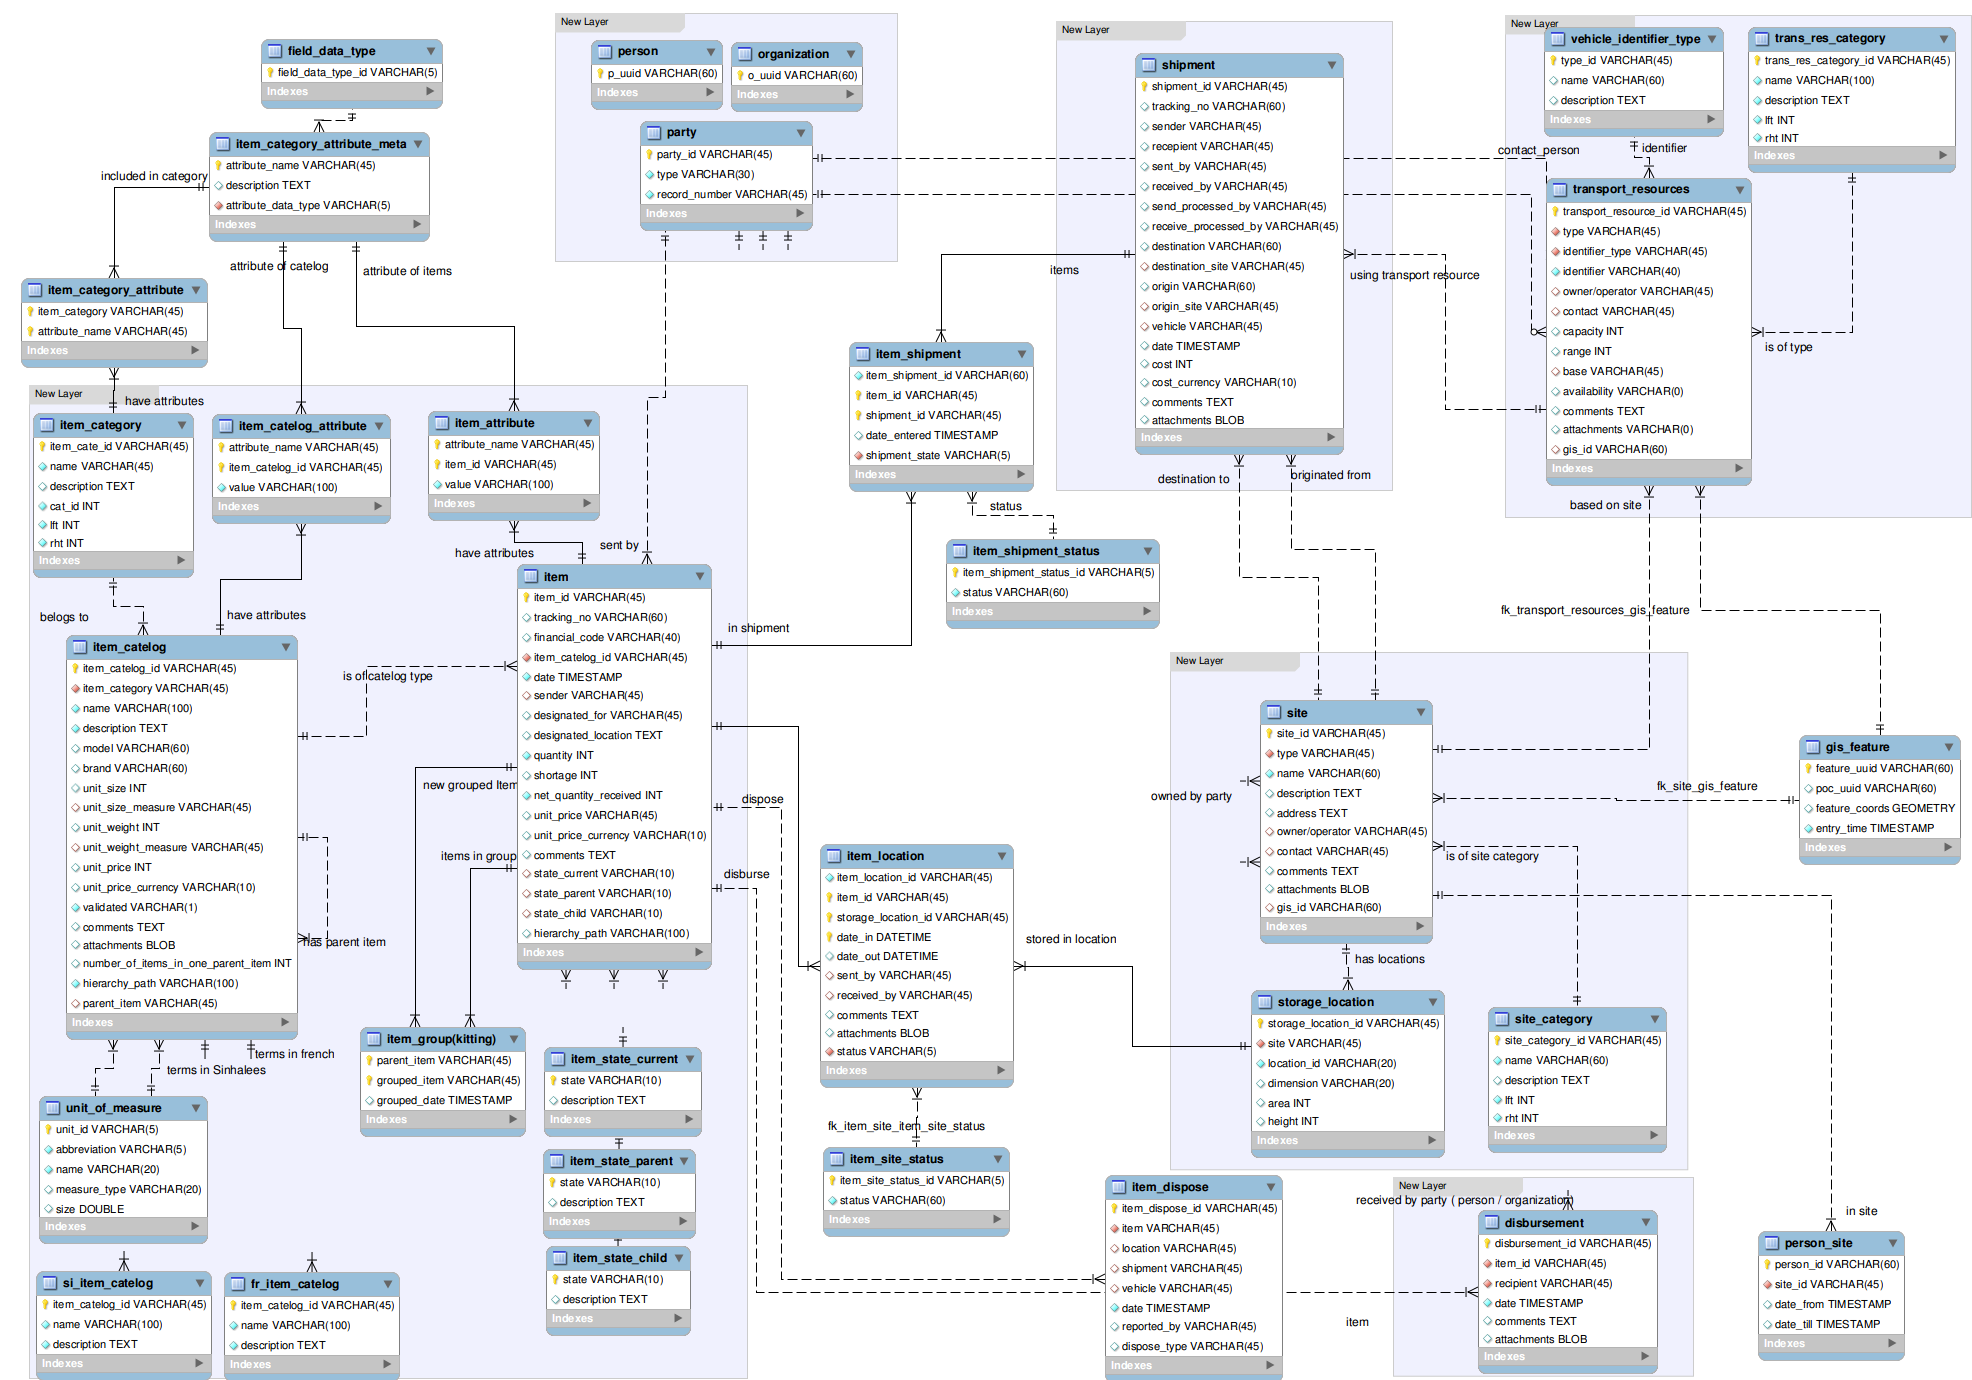 field_data_type
field_data_type_id VARCHAR(5)
Indexes
item_category_attribute_meta
attribute_name VARCHAR(45)
description TEXT
attribute_data_type VARCHAR(5)
Indexes
included in category
attribute of catelog
attribute of items
item_category_attribute
item_category VARCHAR(45)
attribute_name VARCHAR(45)
Indexes
New Layer
person
p_uuid VARCHAR(60)
Indexes
organization
o_uuid VARCHAR(60)
Indexes
party
party_id VARCHAR(45)
type VARCHAR(30)
record_number VARCHAR(45)
Indexes
New Layer
shipment
shipment_id VARCHAR(45)
tracking_no VARCHAR(60)
sender VARCHAR(45)
recepient VARCHAR(45)
sent_by VARCHAR(45)
received_by VARCHAR(45)
send_processed_by VARCHAR(45)
receive_processed_by VARCHAR(45)
destination VARCHAR(60)
destination_site VARCHAR(45)
origin VARCHAR(60)
origin_site VARCHAR(45)
vehicle VARCHAR(45)
date TIMESTAMP
cost INT
cost_currency VARCHAR(10)
comments TEXT
attachments BLOB
Indexes
items
using transport resource
destination to
originated from
New Layer
vehicle_identifier_type
type_id VARCHAR(45)
name VARCHAR(60)
description TEXT
Indexes
trans_res_category
trans_res_category_id VARCHAR(45)
name VARCHAR(100)
description TEXT
lft INT
rht INT
Indexes
contact_person
identifier
transport_resources
transport_resource_id VARCHAR(45)
type VARCHAR(45)
identifier_type VARCHAR(45)
identifier VARCHAR(40)
owner/operator VARCHAR(45)
contact VARCHAR(45)
capacity INT
range INT
base VARCHAR(45)
availability VARCHAR(0)
comments TEXT
attachments VARCHAR(0)
gis_id VARCHAR(60)
Indexes
is of type
based on site
fk_transport_resources_gis_feature
item_shipment
item_shipment_id VARCHAR(60)
item_id VARCHAR(45)
shipment_id VARCHAR(45)
date_entered TIMESTAMP
shipment_state VARCHAR(5)
Indexes
status
item_shipment_status
item_shipment_status_id VARCHAR(5)
status VARCHAR(60)
Indexes
New Layer
have attributes
item_category
item_cate_id VARCHAR(45)
name VARCHAR(45)
description TEXT
cat_id INT
lft INT
rht INT
Indexes
item_catelog_attribute
attribute_name VARCHAR(45)
item_catelog_id VARCHAR(45)
value VARCHAR(100)
Indexes
item_attribute
attribute_name VARCHAR(45)
item_id VARCHAR(45)
value VARCHAR(100)
Indexes
have attributes
sent by
belogs to
have attributes
item_catelog
item_catelog_id VARCHAR(45)
item_category VARCHAR(45)
name VARCHAR(100)
description TEXT
model VARCHAR(60)
brand VARCHAR(60)
unit_size INT
unit_size_measure VARCHAR(45)
unit_weight INT
unit_weight_measure VARCHAR(45)
unit_price INT
unit_price_currency VARCHAR(10)
validated VARCHAR(1)
comments TEXT
attachments BLOB
number_of_items_in_one_parent_item INT
hierarchy_path VARCHAR(100)
parent_item VARCHAR(45)
Indexes
is of catelog type
has parent item
terms in french
terms in Sinhalees
item
item_id VARCHAR(45)
tracking_no VARCHAR(60)
financial_code VARCHAR(40)
item_catelog_id VARCHAR(45)
date TIMESTAMP
sender VARCHAR(45)
designated_for VARCHAR(45)
designated_location TEXT
quantity INT
shortage INT
net_quantity_received INT
unit_price VARCHAR(45)
unit_price_currency VARCHAR(10)
comments TEXT
state_current VARCHAR(10)
state_parent VARCHAR(10)
state_child VARCHAR(10)
hierarchy_path VARCHAR(100)
Indexes
in shipment
new grouped Item
items in group
dispose
disburse
item_group(kitting)
parent_item VARCHAR(45)
grouped_item VARCHAR(45)
grouped_date TIMESTAMP
Indexes
item_state_current
state VARCHAR(10)
description TEXT
Indexes
item_state_parent
state VARCHAR(10)
description TEXT
Indexes
item_state_child
state VARCHAR(10)
description TEXT
Indexes
unit_of_measure
unit_id VARCHAR(5)
abbreviation VARCHAR(5)
name VARCHAR(20)
measure_type VARCHAR(20)
size DOUBLE
Indexes
si_item_catelog
item_catelog_id VARCHAR(45)
name VARCHAR(100)
description TEXT
Indexes
fr_item_catelog
item_catelog_id VARCHAR(45)
name VARCHAR(100)
description TEXT
Indexes
item_location
item_location_id VARCHAR(45)
item_id VARCHAR(45)
storage_location_id VARCHAR(45)
date_in DATETIME
date_out DATETIME
sent_by VARCHAR(45)
received_by VARCHAR(45)
comments TEXT
attachments BLOB
status VARCHAR(5)
Indexes
stored in location
fk_item_site_item_site_status
item_site_status
item_site_status_id VARCHAR(5)
status VARCHAR(60)
Indexes
New Layer
site
site_id VARCHAR(45)
type VARCHAR(45)
name VARCHAR(60)
description TEXT
address TEXT
owner/operator VARCHAR(45)
contact VARCHAR(45)
comments TEXT
attachments BLOB
gis_id VARCHAR(60)
Indexes
owned by party
is of site category
fk_site_gis_feature
has locations
storage_location
storage_location_id VARCHAR(45)
site VARCHAR(45)
location_id VARCHAR(20)
dimension VARCHAR(20)
area INT
height INT
Indexes
site_category
site_category_id VARCHAR(45)
name VARCHAR(60)
description TEXT
lft INT
rht INT
Indexes
gis_feature
feature_uuid VARCHAR(60)
poc_uuid VARCHAR(60)
feature_coords GEOMETRY
entry_time TIMESTAMP
Indexes
item_dispose
item_dispose_id VARCHAR(45)
item VARCHAR(45)
location VARCHAR(45)
shipment VARCHAR(45)
vehicle VARCHAR(45)
date TIMESTAMP
reported_by VARCHAR(45)
dispose_type VARCHAR(45)
Indexes
New Layer
received by party ( person / organization)
disbursement
disbursement_id VARCHAR(45)
item_id VARCHAR(45)
recipient VARCHAR(45)
date TIMESTAMP
comments TEXT
attachments BLOB
Indexes
item
in site
person_site
person_id VARCHAR(60)
site_id VARCHAR(45)
date_from TIMESTAMP
date_till TIMESTAMP
Indexes